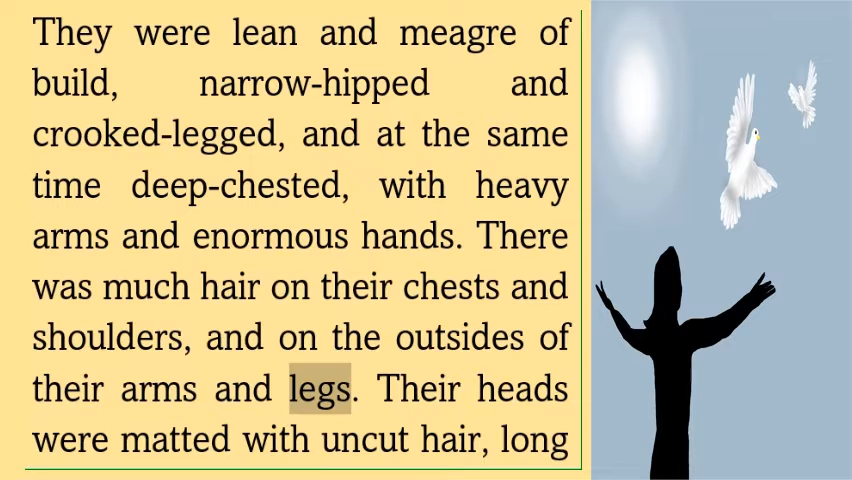 They were lean and meagre of
build, narrow-hipped and
crooked-legged, and at the same
time deep-chested, with heavy
arms and enormous hands. There
was much hair on their chests and
shoulders, and on the outsides of
their arms and legs. Their heads
were matted with uncut hair, long